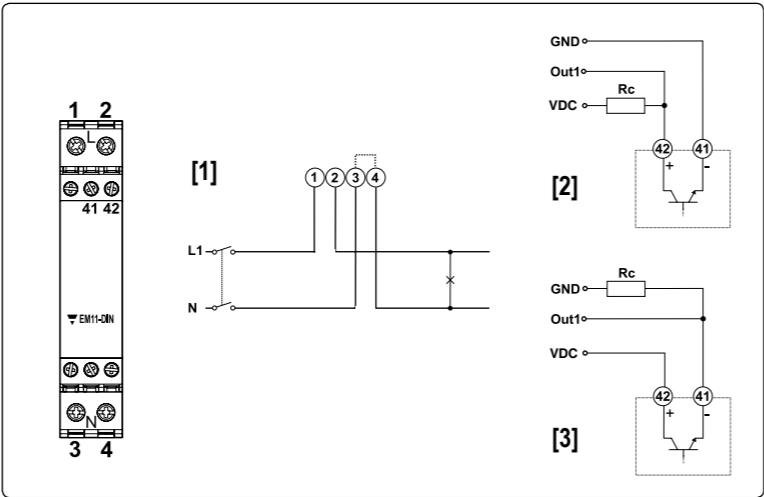 1 2
L
41 42
EM11-DIN
N
3 4
[1]
1 2 3 4
L1
N
GND
Out1
VDC Rc
42 41
+ -
[2]
GND Rc
Out1
VDC
42 41
+ -
[3]